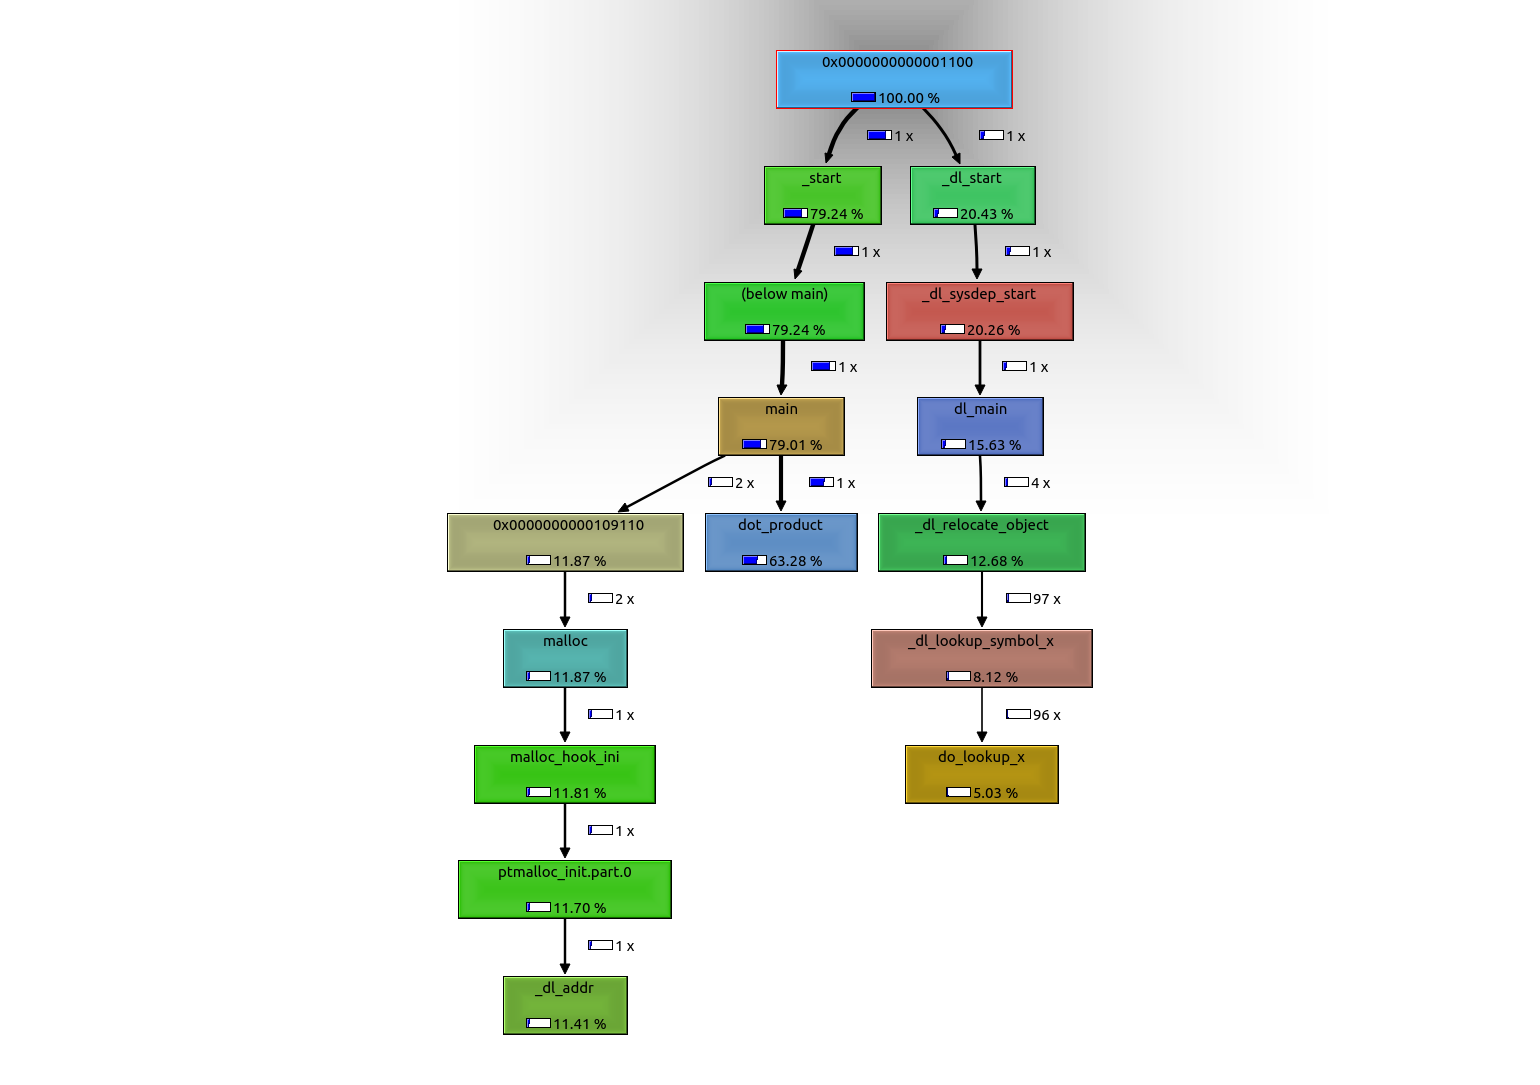 0x0000000000001100
100.00 %
1 x
1 x
_start
79.24 %
_dl_start
20.43 %
1 x
1 x
(below main)
79.24 %
_dl_sysdep_start
20.26 %
1 x
1 x
main
79.01 %
dl_main
15.63 %
2 x
1 x
4 x
0x0000000000109110
11.87 %
dot_product
63.28 %
_dl_relocate_object
12.68 %
2 x
97 x
malloc
11.87 %
_dl_lookup_symbol_x
8.12 %
1 x
96 x
malloc_hook_ini
11.81 %
do_lookup_x
5.03 %
1 x
ptmalloc_init.part.0
11.70 %
1 x
_dl_addr
11.41 %